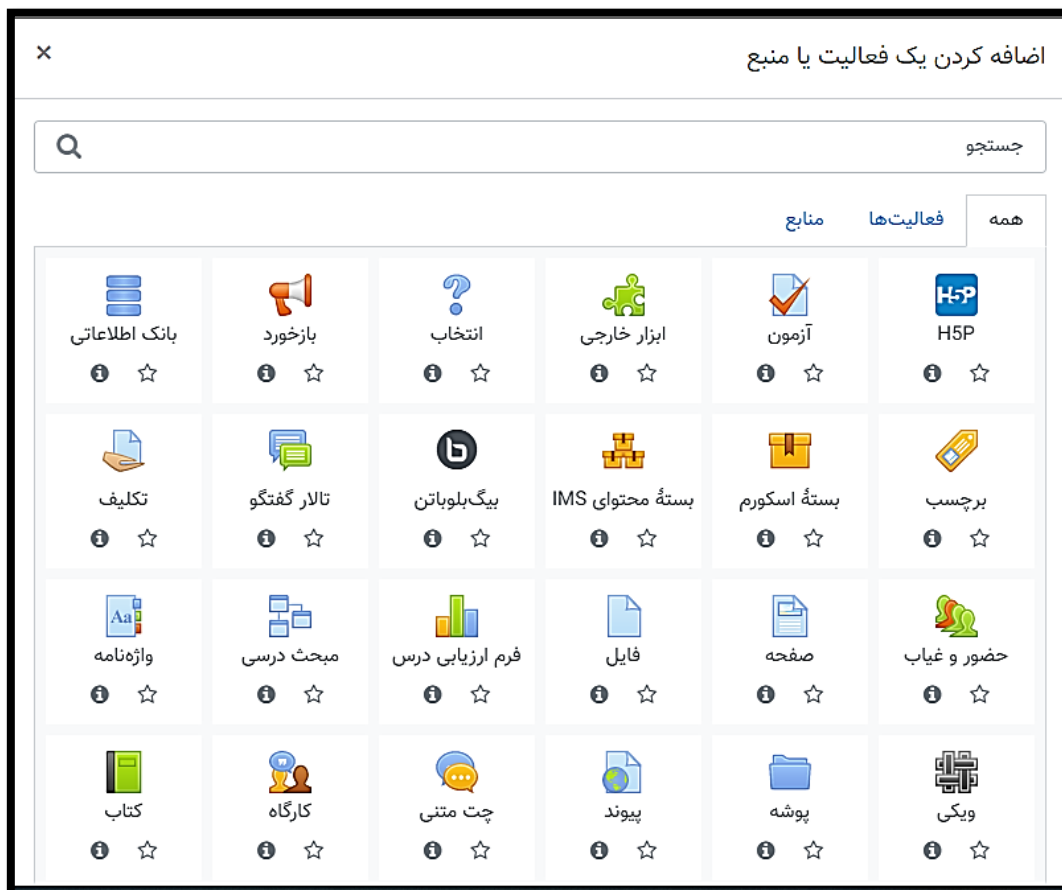 اضافه کردن یک فعالیت یا منبع
جستجو
همه فعالیت‌ها منابع
H5P آزمون ابزار خارجی انتخاب بازخورد بانک اطلاعاتی
برچسب بستهٔ اسکورم بستهٔ محتوای IMS بیگ‌بلوباتن تالار گفتگو تکلیف
حضور و غیاب صفحه فایل فرم ارزیابی درس مبحث درسی واژه‌نامه
ویکی پوشه پیوند چت متنی کارگاه کتاب